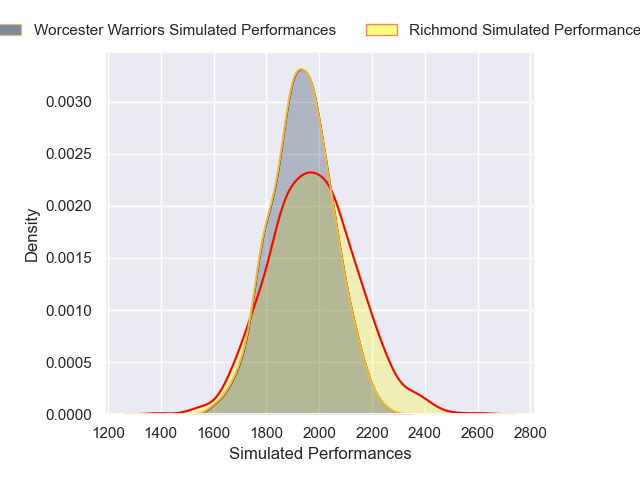 Worcester Warriors Simulated Performances Richmond Simulated Performance
0.0030
0.0025
0.0020
0.0015
0.0010
0.0005
0.0000
Density
1200 1400 1600 1800 2000 2200 2400 2600 2800
Simulated Performances